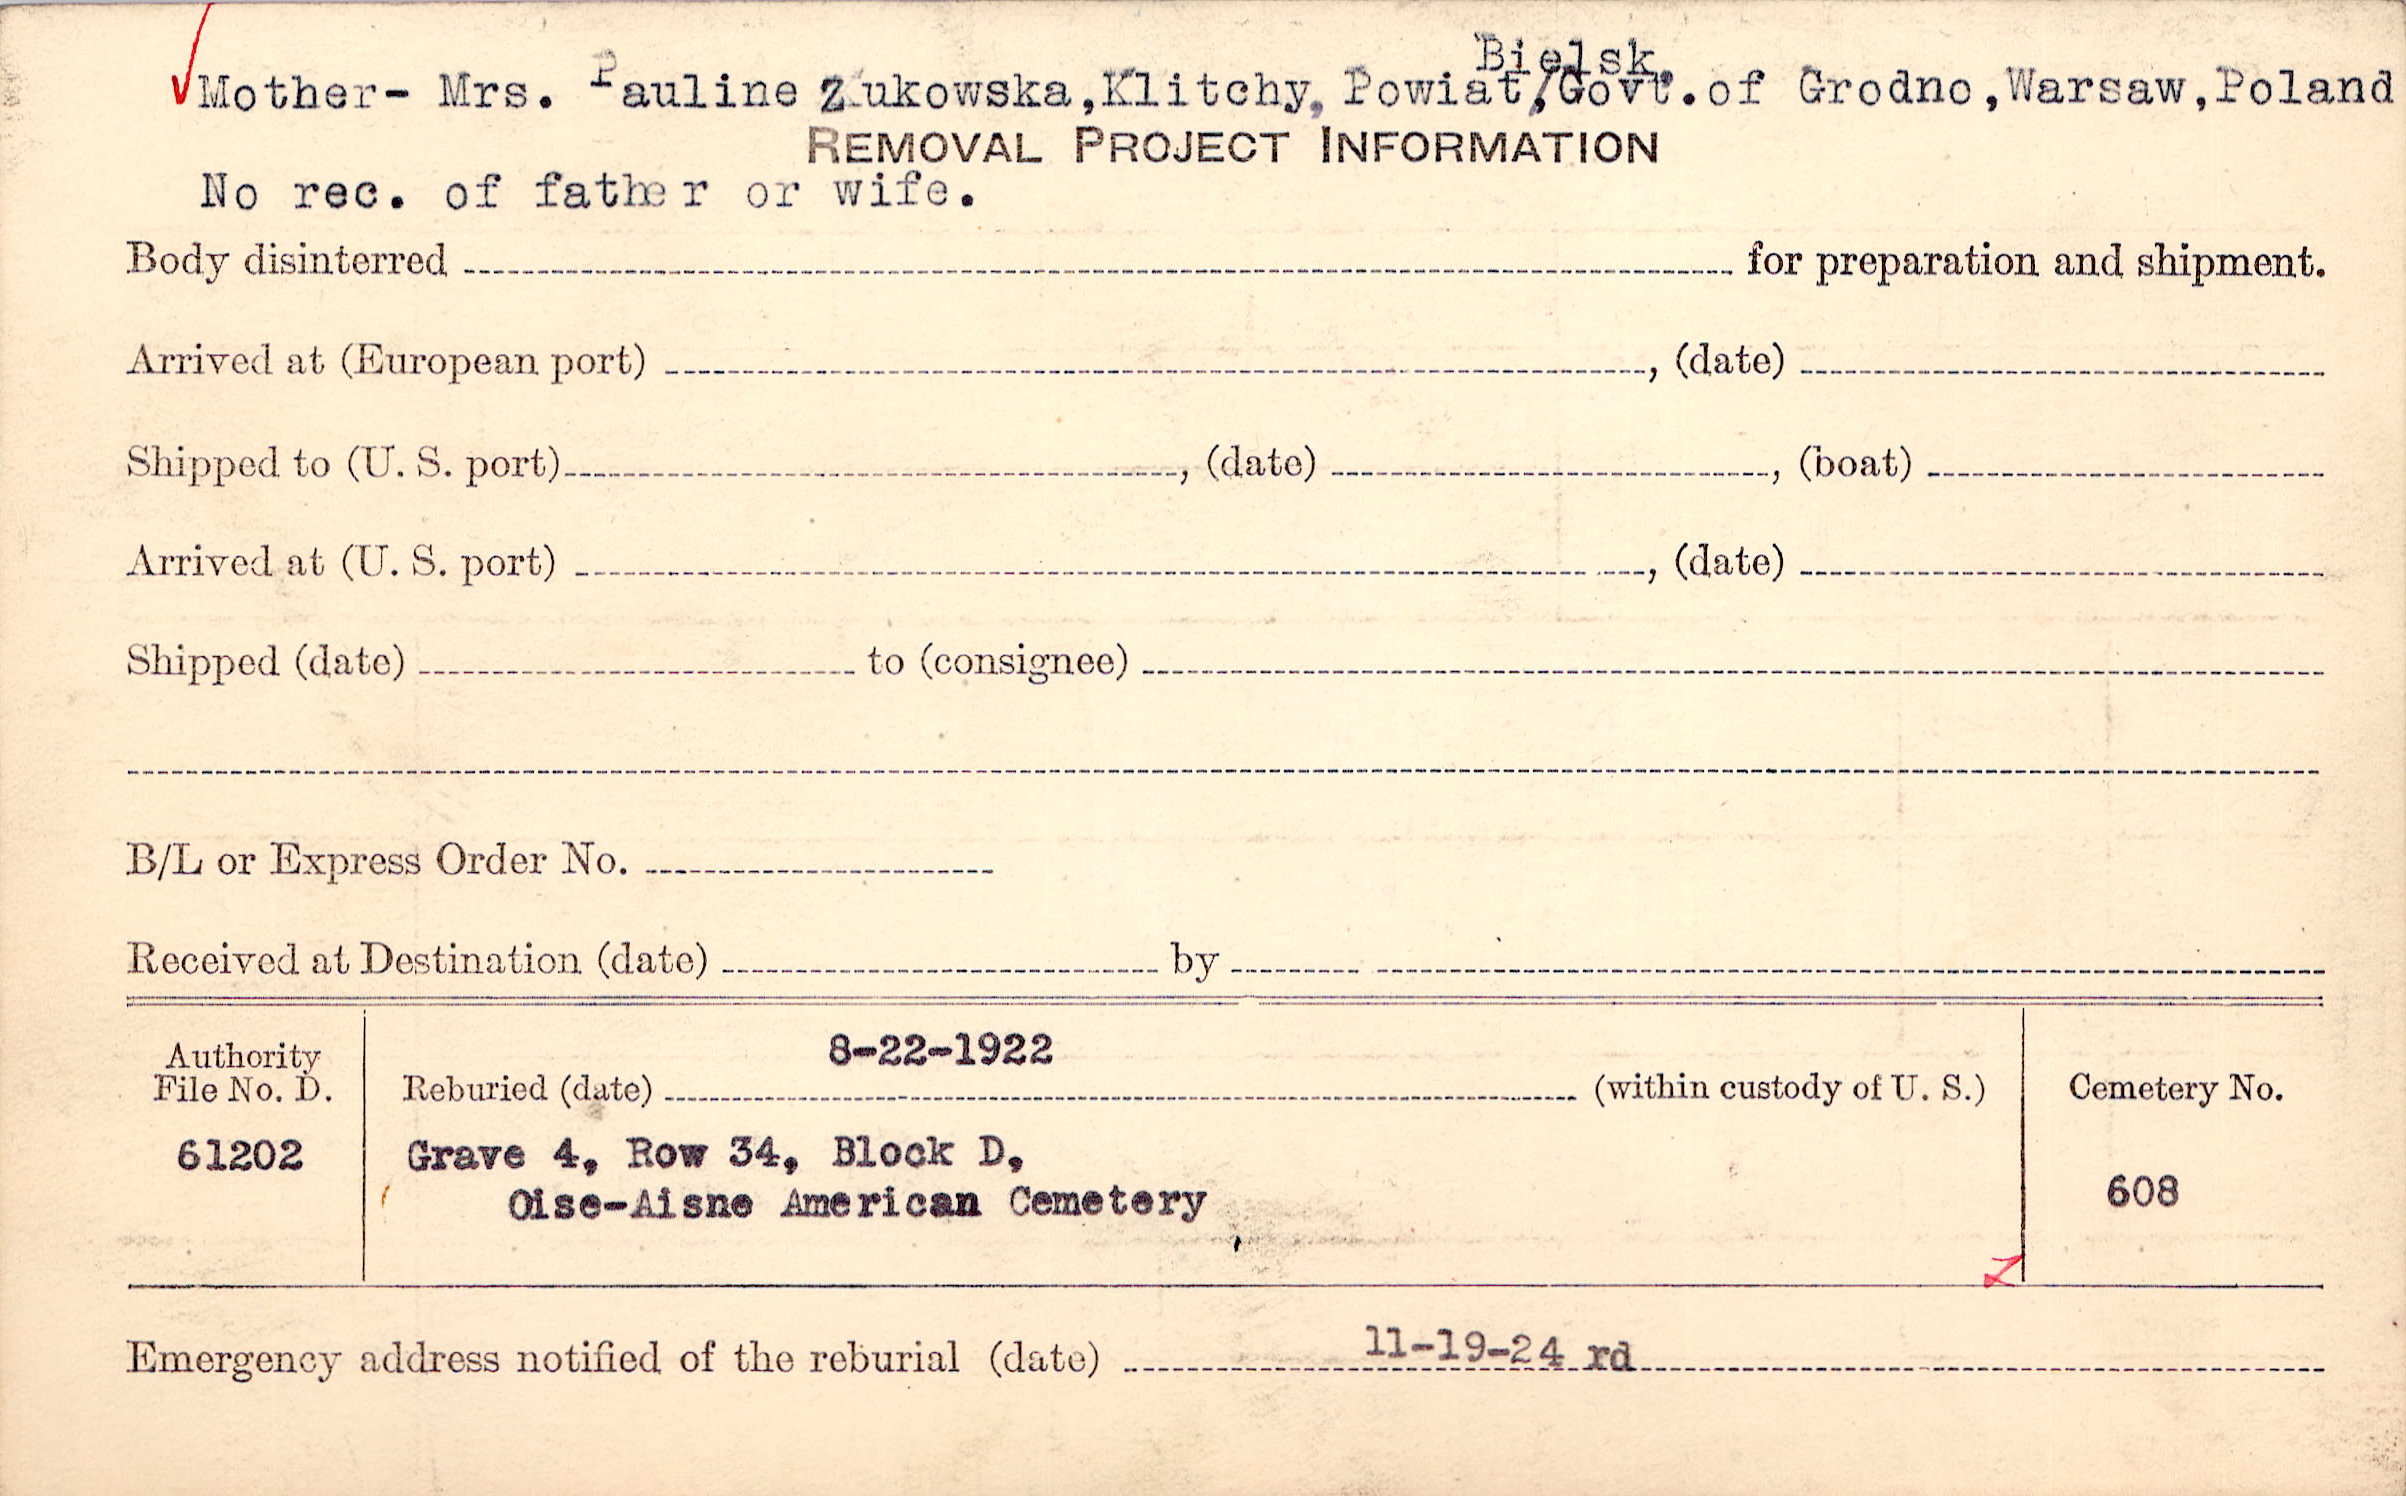 Bielsk,
Mother- Mrs. Pauline Zukowska,Klitchy, Powiat,/Govt.of Grodno,Warsaw,Poland
REMOVAL PROJECT INFORMATION
No rec. of father or wife.
Body disinterred for preparation and shipment.
Arrived at (European port) , (date)
Shipped to (U. S. port) , (date) , (boat)
Arrived at (U. S. port) , (date)
Shipped (date) to (consignee)
B/L or Express Order No.
Received at Destination (date) by
8-22-1922
Authority
File No. D. Reburied (date) (within custody of U. S.) Cemetery No.
61202 Grave 4, Row 34, Block D,
Oise-Aisne American Cemetery 608
Emergency address notified of the reburial (date) 11-19-24 rd